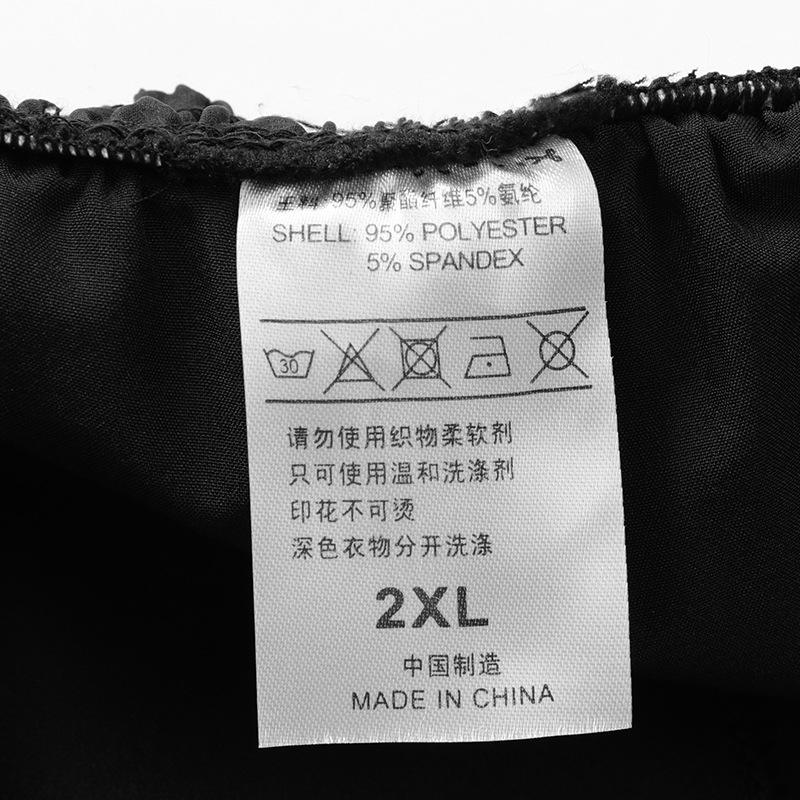 主料 95%聚酯纤维5%氨纶
SHELL: 95% POLYESTER
5% SPANDEX
30
请勿使用织物柔软剂
只可使用温和洗涤剂
印花不可烫
深色衣物分开洗涤
2XL
中国制造
MADE IN CHINA